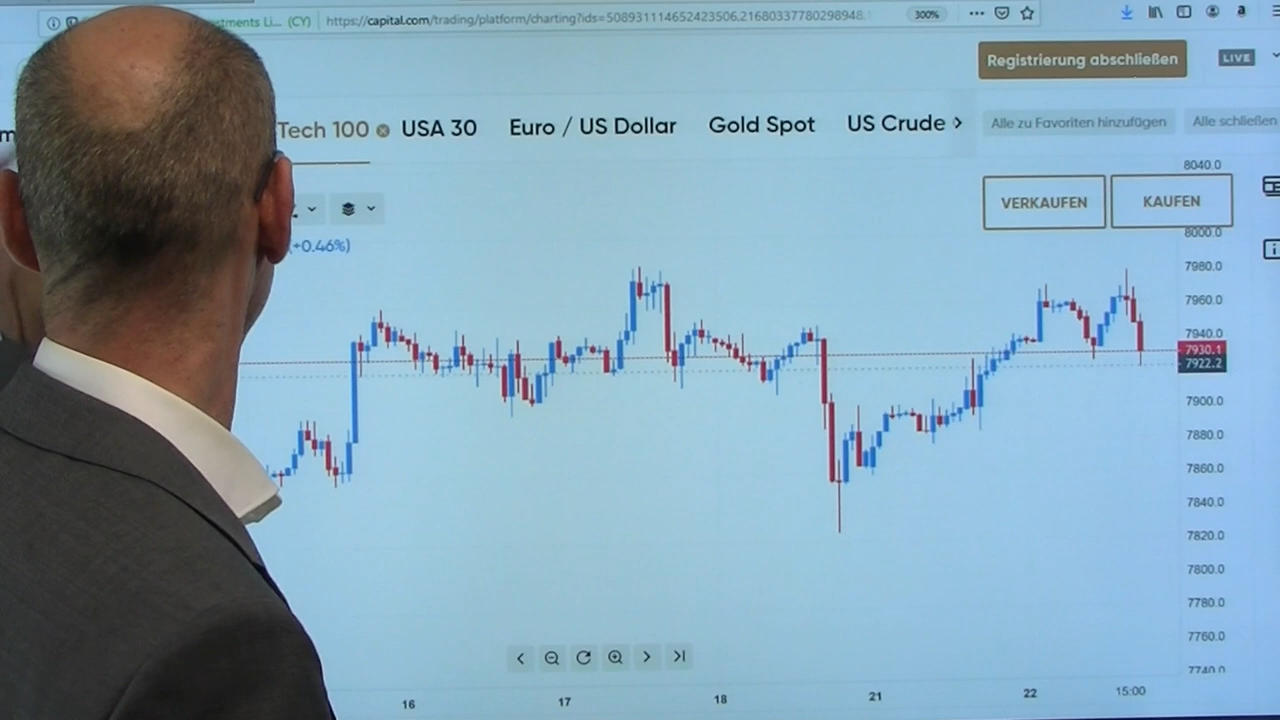 estments Li... (CY) https://capital.com/trading/platform/charting?ids=508931114652423506,21680337780298948,
300%
a
Registrierung abschließen
LIVE
m
Tech 100 USA 30 Euro / US Dollar Gold Spot US Crude
Alle zu Favoriten hinzufügen
Alle schließen
(+0.46%)
VERKAUFEN
KAUFEN
8040.0
8000.0
7980.0
7960.0
7940.0
7930.1
7922.2
7900.0
7880.0
7860.0
7840.0
7820.0
7800.0
7780.0
7760.0
7740.0
16 17 18 21 22 15:00